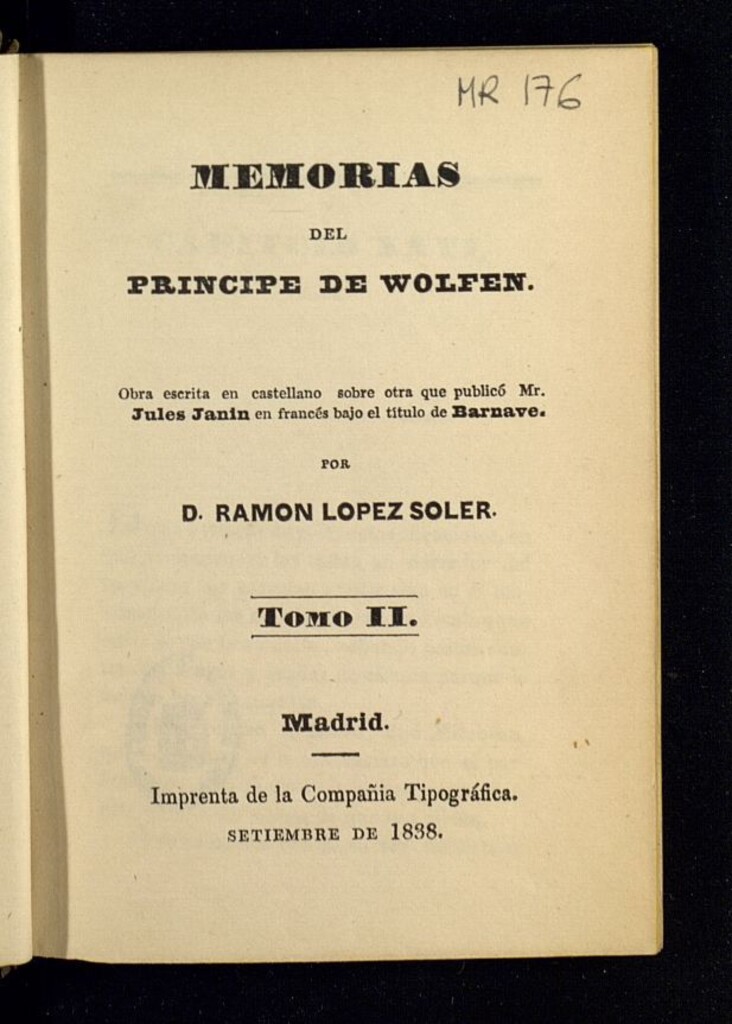 MR 176
MEMORIAS
DEL
PRINCIPE DE WOLFEN.
Obra escrita en castellano sobre otra que publicó Mr.
Jules Janin en francés bajo el título de Barnave.
POR
D. RAMON LOPEZ SOLER.
TOMO II.
Madrid.
Imprenta de la Compañia Tipográfica.
SETIEMBRE DE 1838.